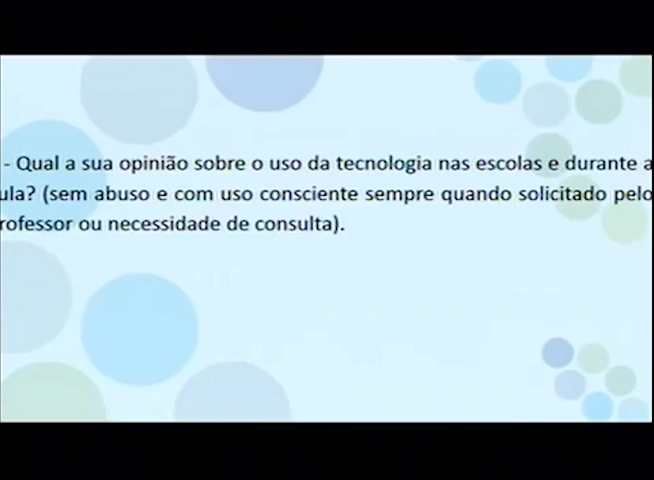 - Qual a sua opinião sobre o uso da tecnologia nas escolas e durante a
ula? (sem abuso e com uso consciente sempre quando solicitado pelo
rofessor ou necessidade de consulta).